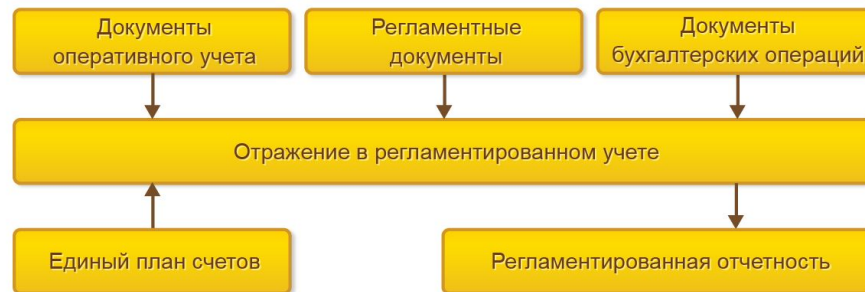 Документы
оперативного учета
Регламентные
документы
Документы
бухгалтерских операций
Отражение в регламентированном учете
Единый план счетов
Регламентированная отчетность